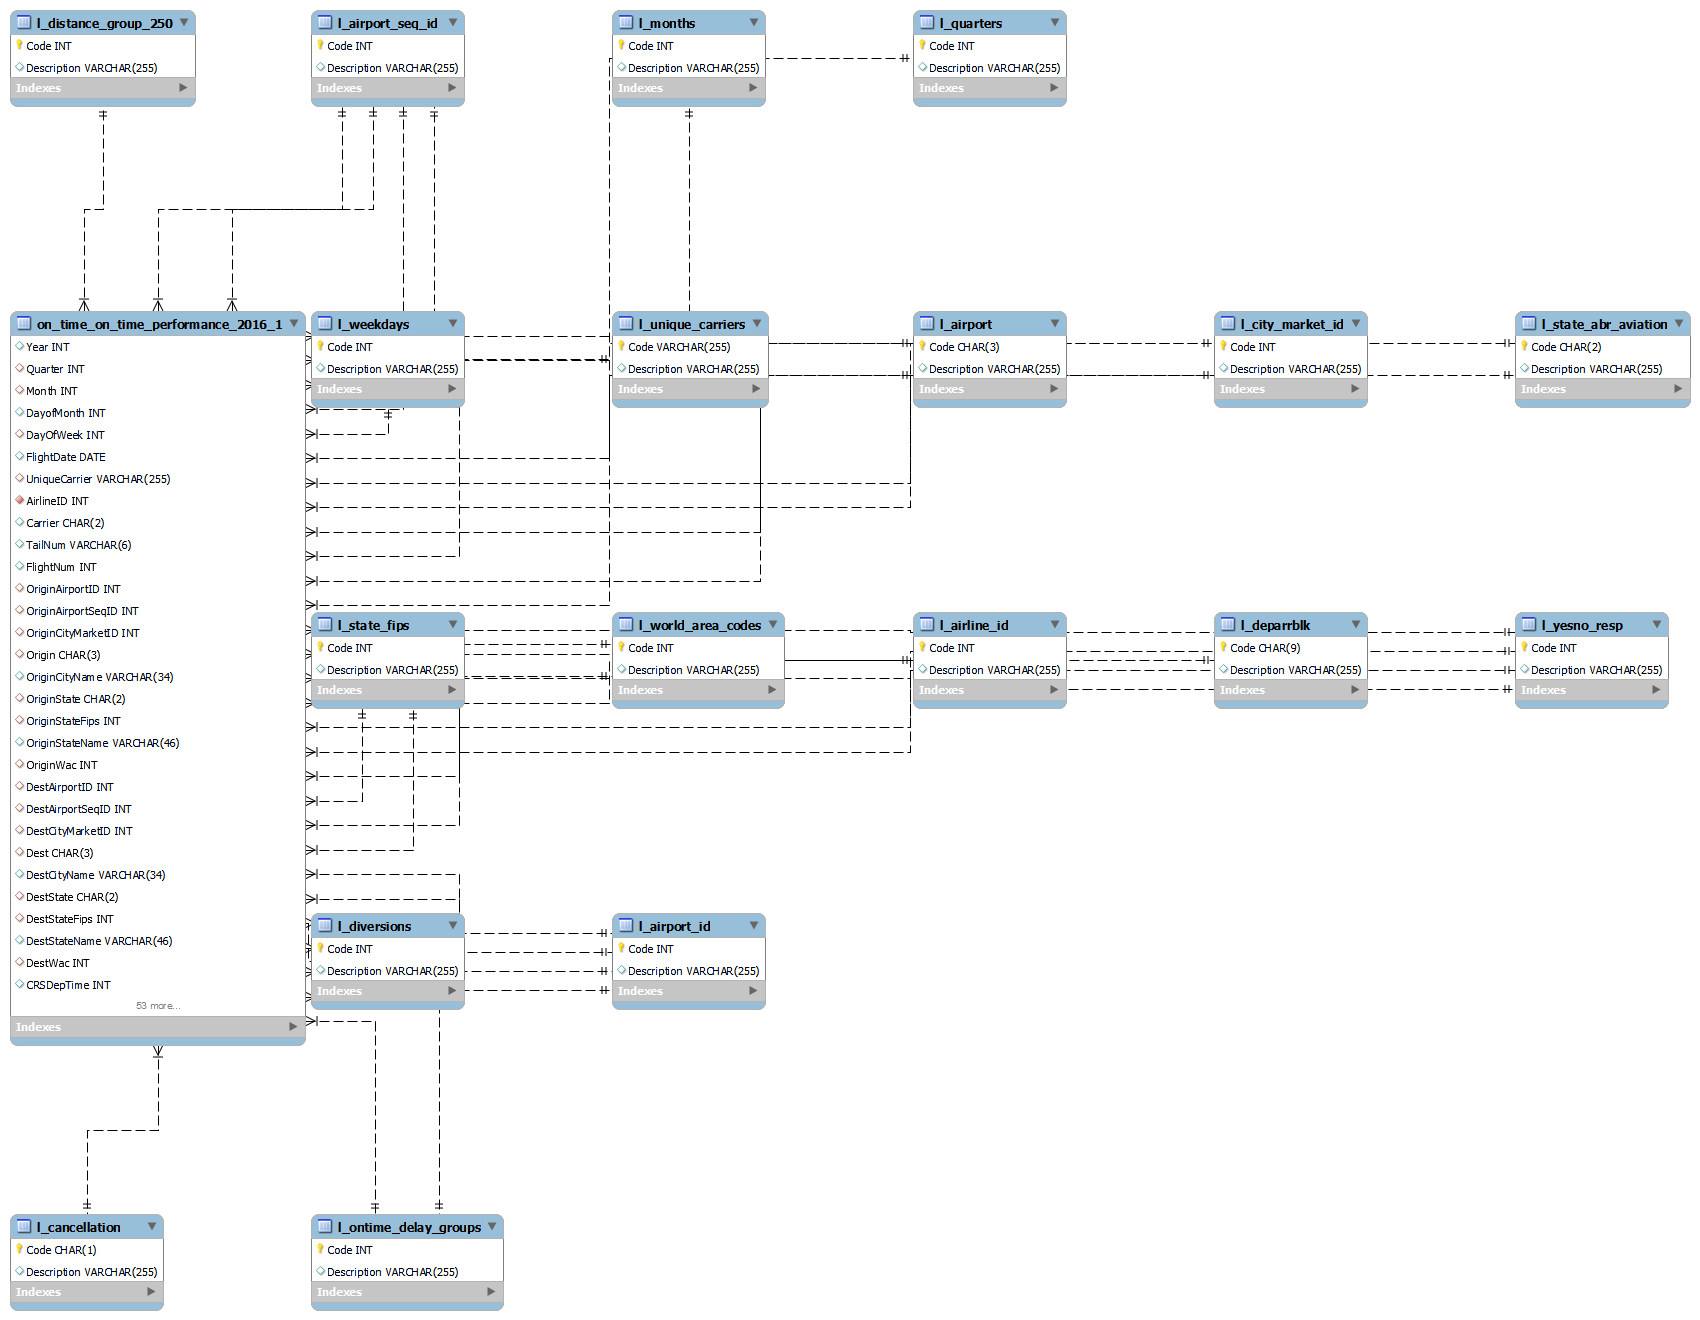 l_distance_group_250
Code INT
Description VARCHAR(255)
Indexes
l_airport_seq_id
Code INT
Description VARCHAR(255)
Indexes
l_months
Code INT
Description VARCHAR(255)
Indexes
l_quarters
Code INT
Description VARCHAR(255)
Indexes
on_time_on_time_performance_2016_1
Year INT
Quarter INT
Month INT
DayofMonth INT
DayOfWeek INT
FlightDate DATE
UniqueCarrier VARCHAR(255)
AirlineID INT
Carrier CHAR(2)
TailNum VARCHAR(6)
FlightNum INT
OriginAirportID INT
OriginAirportSeqID INT
OriginCityMarketID INT
Origin CHAR(3)
OriginCityName VARCHAR(34)
OriginState CHAR(2)
OriginStateFips INT
OriginStateName VARCHAR(46)
OriginWac INT
DestAirportID INT
DestAirportSeqID INT
DestCityMarketID INT
Dest CHAR(3)
DestCityName VARCHAR(34)
DestState CHAR(2)
DestStateFips INT
DestStateName VARCHAR(46)
DestWac INT
CRSDepTime INT
53 more...
Indexes
l_weekdays
Code INT
Description VARCHAR(255)
Indexes
l_unique_carriers
Code VARCHAR(255)
Description VARCHAR(255)
Indexes
l_airport
Code CHAR(3)
Description VARCHAR(255)
Indexes
l_city_market_id
Code INT
Description VARCHAR(255)
Indexes
l_state_abr_aviation
Code CHAR(2)
Description VARCHAR(255)
Indexes
l_state_fips
Code INT
Description VARCHAR(255)
Indexes
l_world_area_codes
Code INT
Description VARCHAR(255)
Indexes
l_airline_id
Code INT
Description VARCHAR(255)
Indexes
l_deparrblk
Code CHAR(9)
Description VARCHAR(255)
Indexes
l_yesno_resp
Code INT
Description VARCHAR(255)
Indexes
l_diversions
Code INT
Description VARCHAR(255)
Indexes
l_airport_id
Code INT
Description VARCHAR(255)
Indexes
l_cancellation
Code CHAR(1)
Description VARCHAR(255)
Indexes
l_ontime_delay_groups
Code INT
Description VARCHAR(255)
Indexes